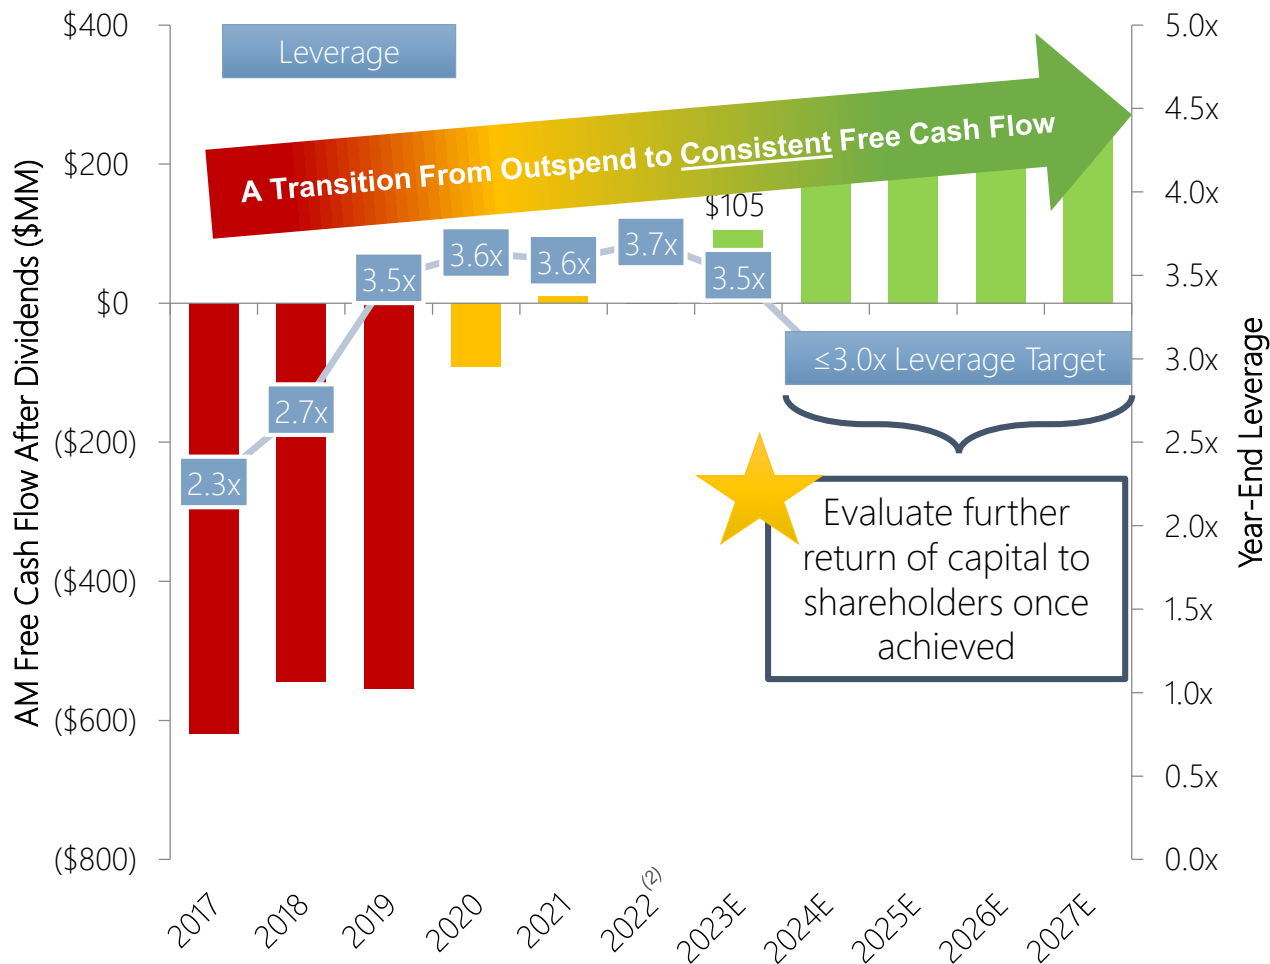 $400
$200
$0
($200)
($400)
($600)
($800)
AM Free Cash Flow After Dividends ($MM)
Leverage
A Transition From Outspend to Consistent Free Cash Flow
$105
2.3x
2.7x
3.5x
3.6x
3.6x
3.7x
3.5x
≤3.0x Leverage Target
Evaluate further
return of capital to
shareholders once
achieved
5.0x
4.5x
4.0x
3.5x
3.0x
2.5x
2.0x
1.5x
1.0x
0.5x
0.0x
Year-End Leverage
2017
2018
2019
2020
2021
2022(2)
2023E
2024E
2025E
2026E
2027E